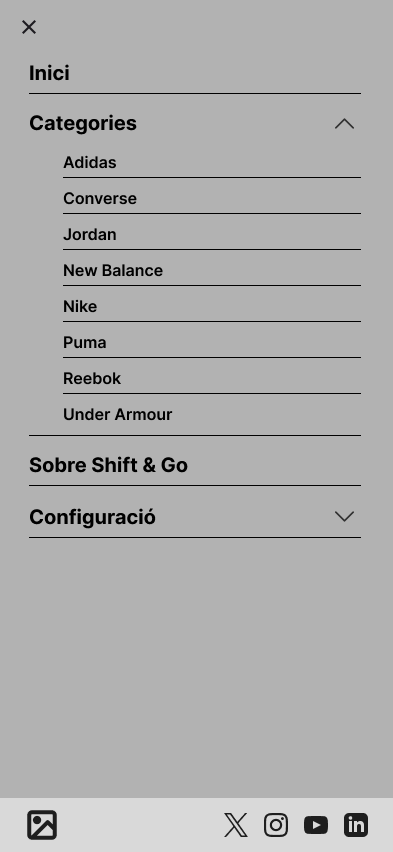 Inici
Categories
Adidas
Converse
Jordan
New Balance
Nike
Puma
Reebok
Under Armour
Sobre Shift & Go
Configuració